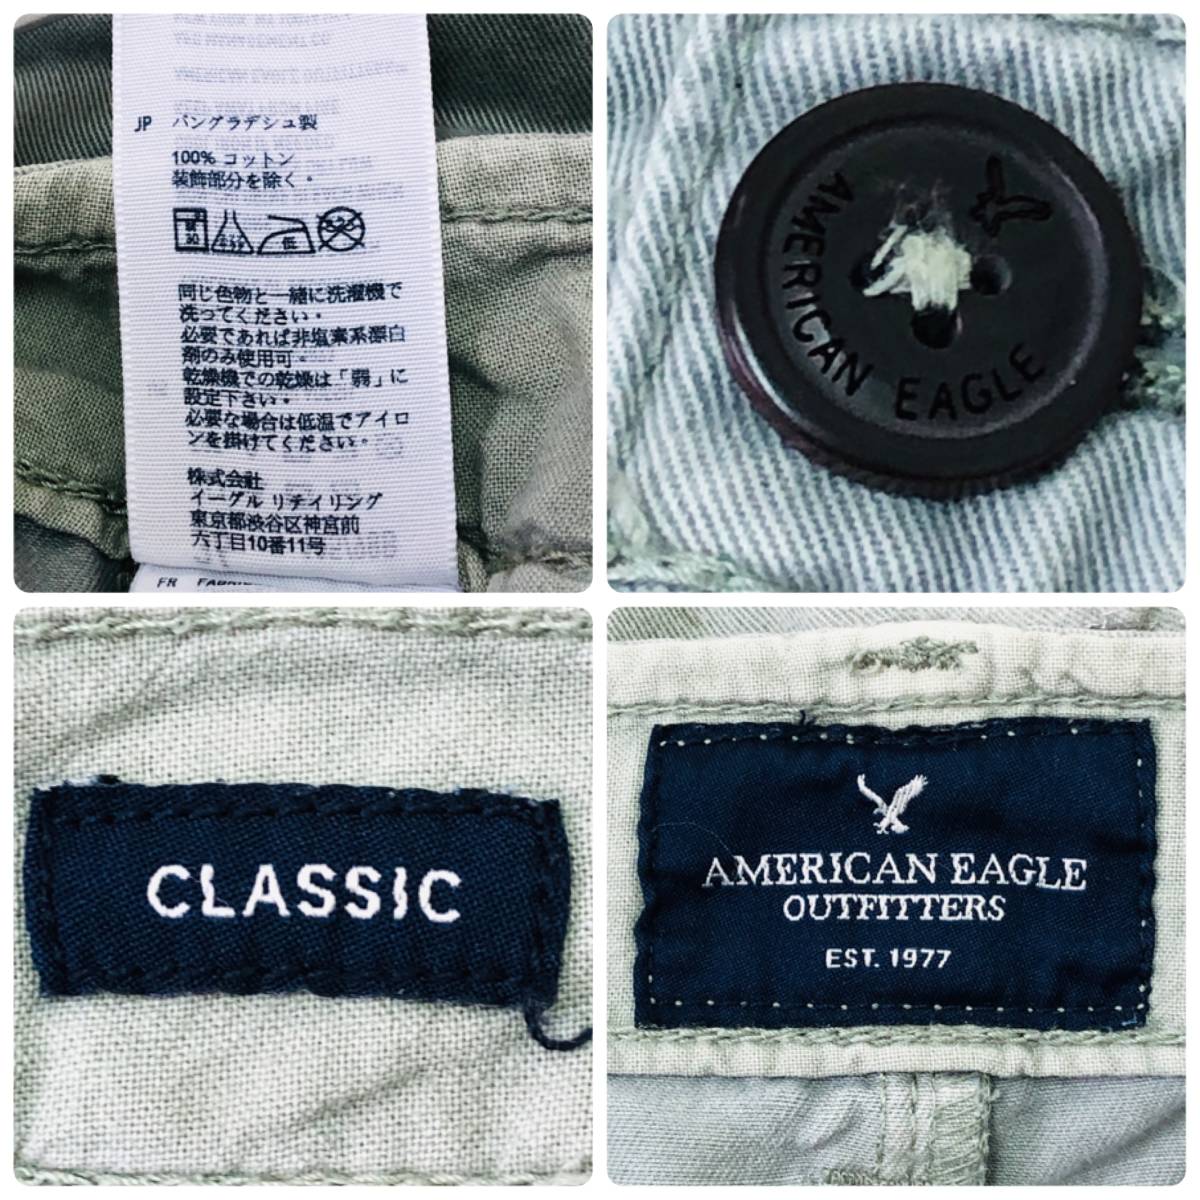 JP バングラデシュ製
100% コットン
装飾部分を除く・
低
同じ色物と一緒に洗濯機で
洗ってください・
必要であれば非塩素系漂白
剤のみ使用可・
乾燥機での乾燥は「弱」に
設定下さい・
必要な場合は低温でアイロ
ンを掛けてください・
株式会社
イーグル リテイリング
東京都渋谷区神宮前
六丁目10番11号
FR
AMERICAN EAGLE
CLASSIC
AMERICAN EAGLE
OUTFITTERS
EST. 1977